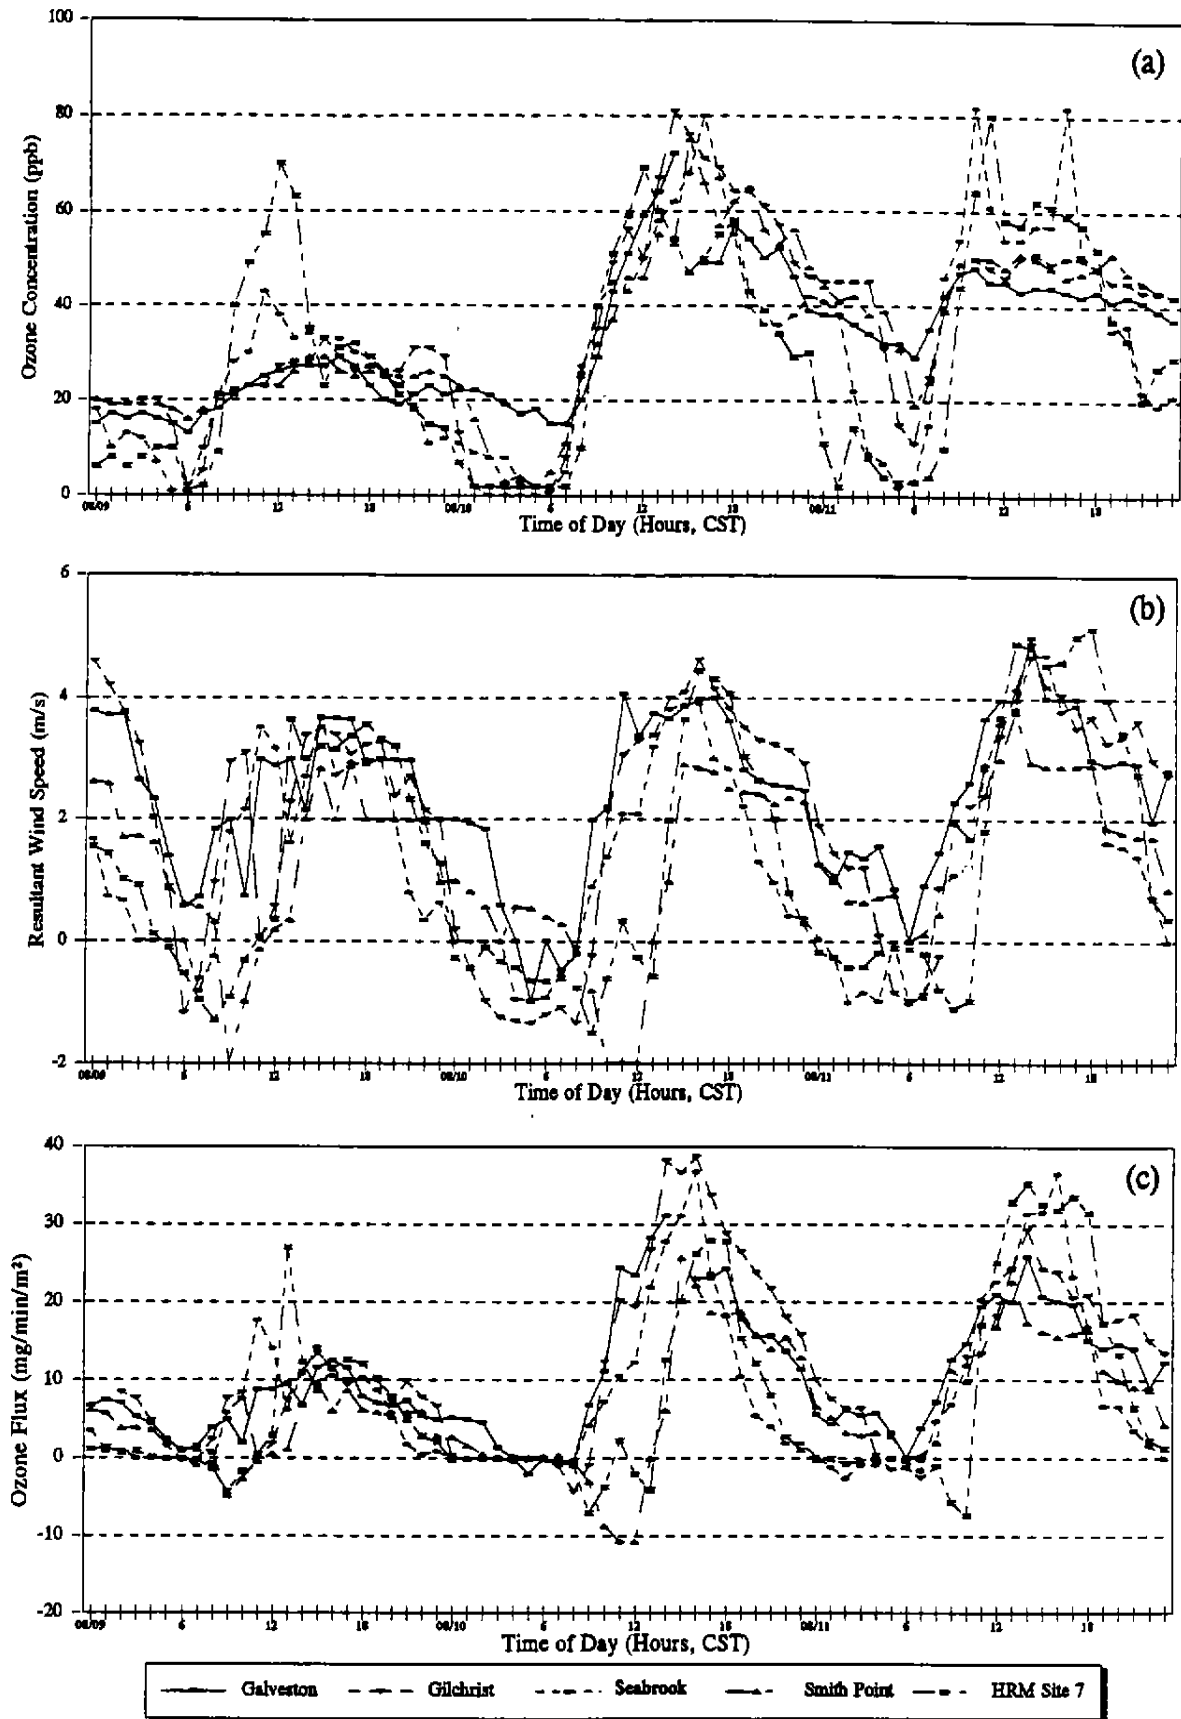 100
(a)
80
60
40
20
0
Ozone Concentration (ppb)
08/09 6 12 18 08/10 6 12 18 08/11 6 12 18
Time of Day (Hours, CST)
6
(b)
4
2
0
-2
Resultant Wind Speed (m/s)
08/09 6 12 18 08/10 6 12 18 08/11 6 12 18
Time of Day (Hours, CST)
40
(c)
30
20
10
0
-10
-20
Ozone Flux (mg/min/m²)
08/09 6 12 18 08/10 6 12 18 08/11 6 12 18
Time of Day (Hours, CST)
Galveston Gilchrist Seabrook Smith Point HRM Site 7